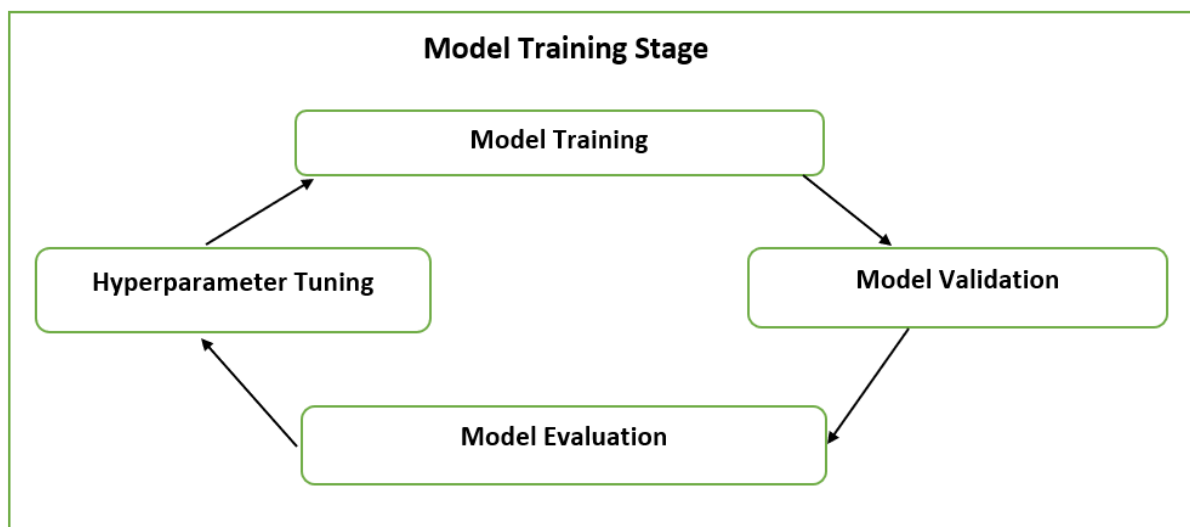 Model Training Stage
Model Training
Hyperparameter Tuning
Model Validation
Model Evaluation